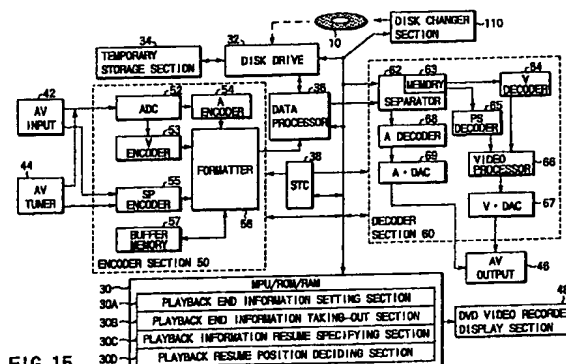 34
32
10
DISK CHANGER SECTION
110
TEMPORARY STORAGE SECTION
DISK DRIVE
42
52
54
36
62
63
64
AV INPUT
ADC
A ENCODER
DATA PROCESSOR
MEMORY
SEPARATOR
V DECODER
65
53
68
PS DECODER
44
V ENCODER
A DECODER
FORMATTER
38
69
VIDEO PROCESSOR
66
AV TUNER
55
SP ENCODER
STC
A・DAC
57
V・DAC
67
BUFFER MEMORY
56
DECODER SECTION 60
ENCODER SECTION 50
AV OUTPUT
46
30
MPU/ROM/RAM
48
30A
PLAYBACK END INFORMATION SETTING SECTION
30B
PLAYBACK END INFORMATION TAKING-OUT SECTION
DVD VIDEO RECORDER DISPLAY SECTION
30C
PLAYBACK INFORMATION RESUME SPECIFYING SECTION
30D
PLAYBACK RESUME POSITION DECIDING SECTION
FIG. 15